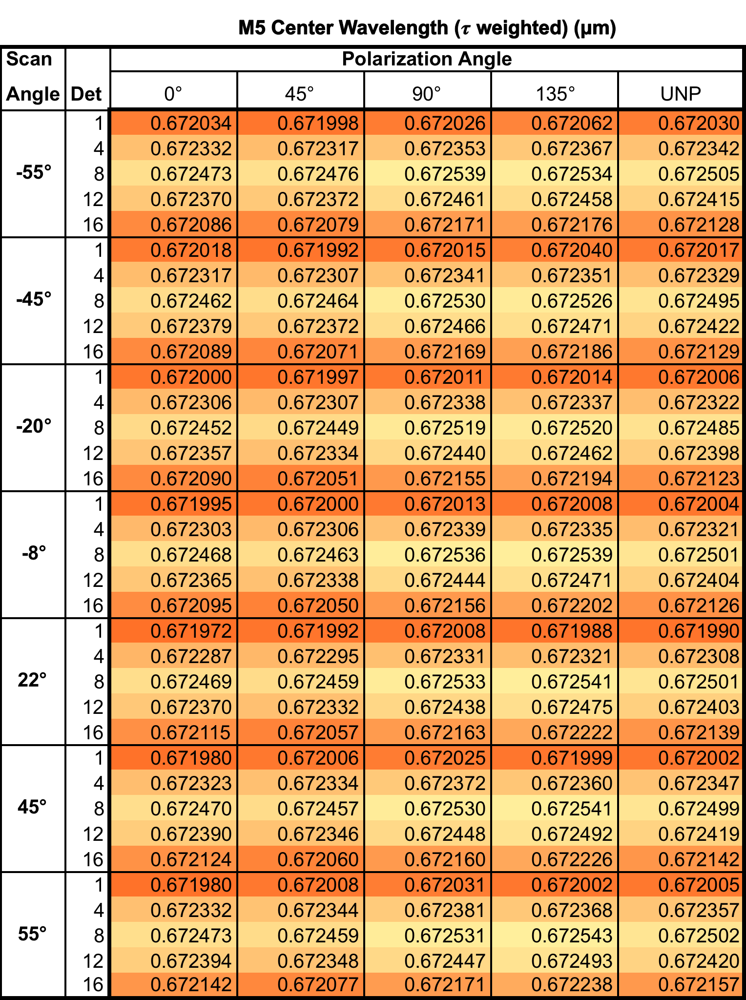 M5 Center Wavelength (τ weighted) (µm)
Scan Polarization Angle
Angle Det 0° 45° 90° 135° UNP
1 0.672034 0.671998 0.672026 0.672062 0.672030
4 0.672332 0.672317 0.672353 0.672367 0.672342
-55° 8 0.672473 0.672476 0.672539 0.672534 0.672505
12 0.672370 0.672372 0.672461 0.672458 0.672415
16 0.672086 0.672079 0.672171 0.672176 0.672128
1 0.672018 0.671992 0.672015 0.672040 0.672017
4 0.672317 0.672307 0.672341 0.672351 0.672329
-45° 8 0.672462 0.672464 0.672530 0.672526 0.672495
12 0.672379 0.672372 0.672466 0.672471 0.672422
16 0.672089 0.672071 0.672169 0.672186 0.672129
1 0.672000 0.671997 0.672011 0.672014 0.672006
4 0.672306 0.672307 0.672338 0.672337 0.672322
-20° 8 0.672452 0.672449 0.672519 0.672520 0.672485
12 0.672357 0.672334 0.672440 0.672462 0.672398
16 0.672090 0.672051 0.672155 0.672194 0.672123
1 0.671995 0.672000 0.672013 0.672008 0.672004
4 0.672303 0.672306 0.672339 0.672335 0.672321
-8° 8 0.672468 0.672463 0.672536 0.672539 0.672501
12 0.672365 0.672338 0.672444 0.672471 0.672404
16 0.672095 0.672050 0.672156 0.672202 0.672126
1 0.671972 0.671992 0.672008 0.671988 0.671990
4 0.672287 0.672295 0.672331 0.672321 0.672308
22° 8 0.672469 0.672459 0.672533 0.672541 0.672501
12 0.672370 0.672332 0.672438 0.672475 0.672403
16 0.672115 0.672057 0.672163 0.672222 0.672139
1 0.671980 0.672006 0.672025 0.671999 0.672002
4 0.672323 0.672334 0.672372 0.672360 0.672347
45° 8 0.672470 0.672457 0.672530 0.672541 0.672499
12 0.672390 0.672346 0.672448 0.672492 0.672419
16 0.672124 0.672060 0.672160 0.672226 0.672142
1 0.671980 0.672008 0.672031 0.672002 0.672005
4 0.672332 0.672344 0.672381 0.672368 0.672357
55° 8 0.672473 0.672459 0.672531 0.672543 0.672502
12 0.672394 0.672348 0.672447 0.672493 0.672420
16 0.672142 0.672077 0.672171 0.672238 0.672157